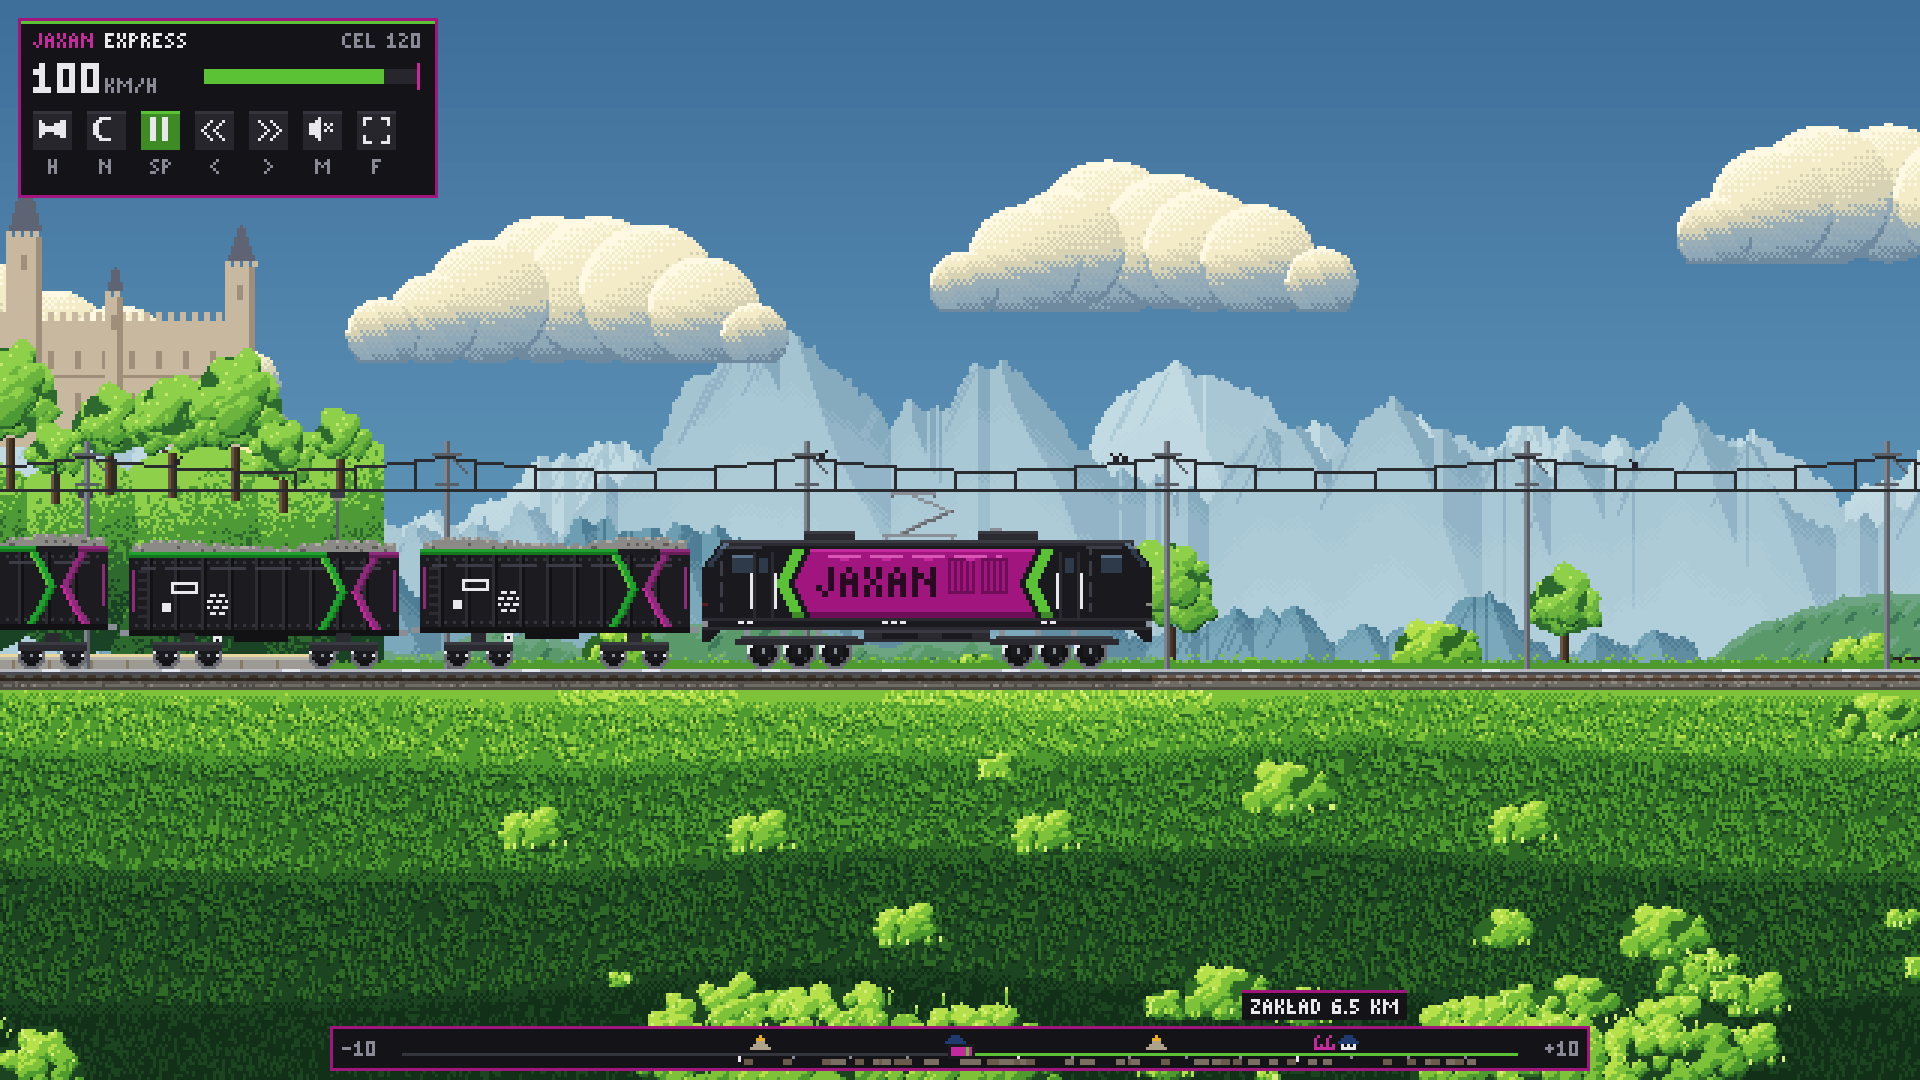 JAXAN EXPRESS CEL 120
100 KM/H
H N SP < > M F
JAXAN
ZAKŁAD 6.5 KM
-10 +10